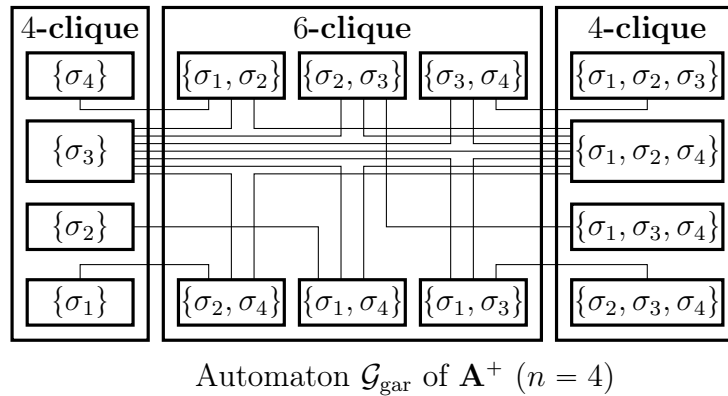 4-clique 6-clique 4-clique
{σ₄} {σ₁, σ₂} {σ₂, σ₃} {σ₃, σ₄} {σ₁, σ₂, σ₃}
{σ₃} {σ₁, σ₂, σ₄}
{σ₂} {σ₁, σ₃, σ₄}
{σ₁} {σ₂, σ₄} {σ₁, σ₄} {σ₁, σ₃} {σ₂, σ₃, σ₄}
Automaton 𝒢gar of A⁺ (n = 4)